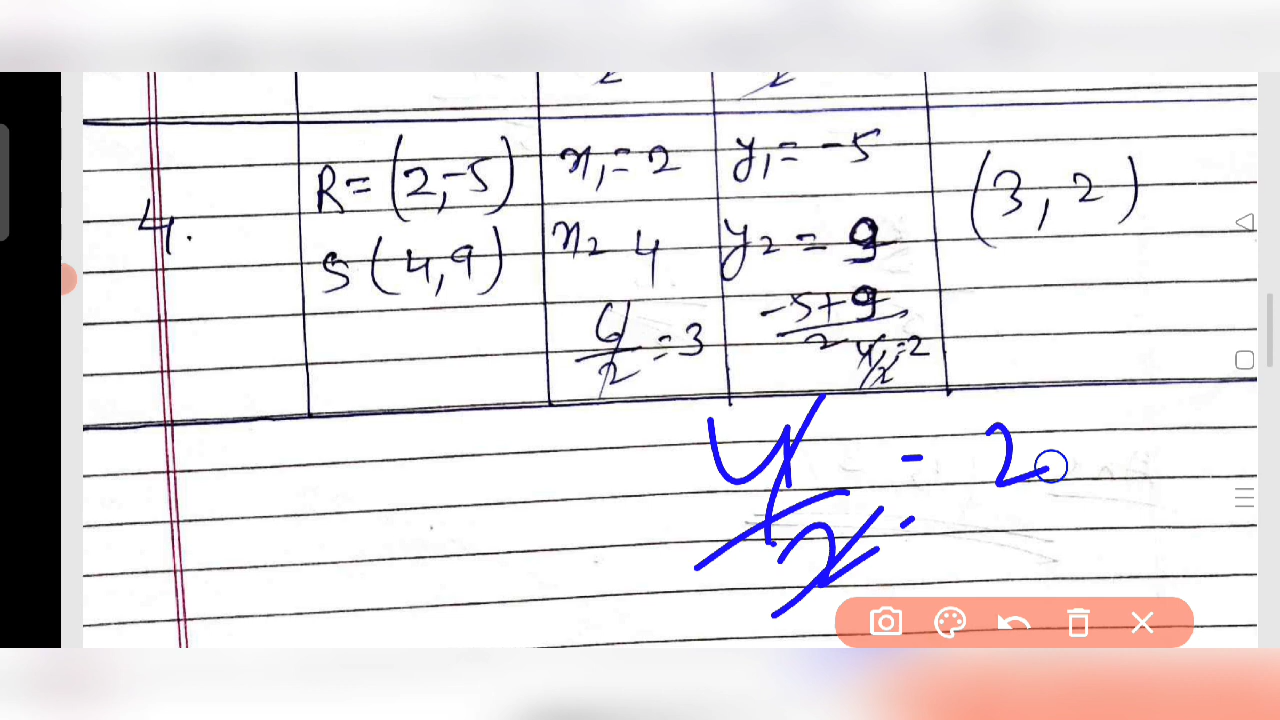 4.
R = (2, -5)
S (4, 9)
x₁ = 2
x₂ 4
6/2 = 3
y₁ = -5
y₂ = 9
-5+9
2
4/2 = 2
(3, 2)
4/2 = 2